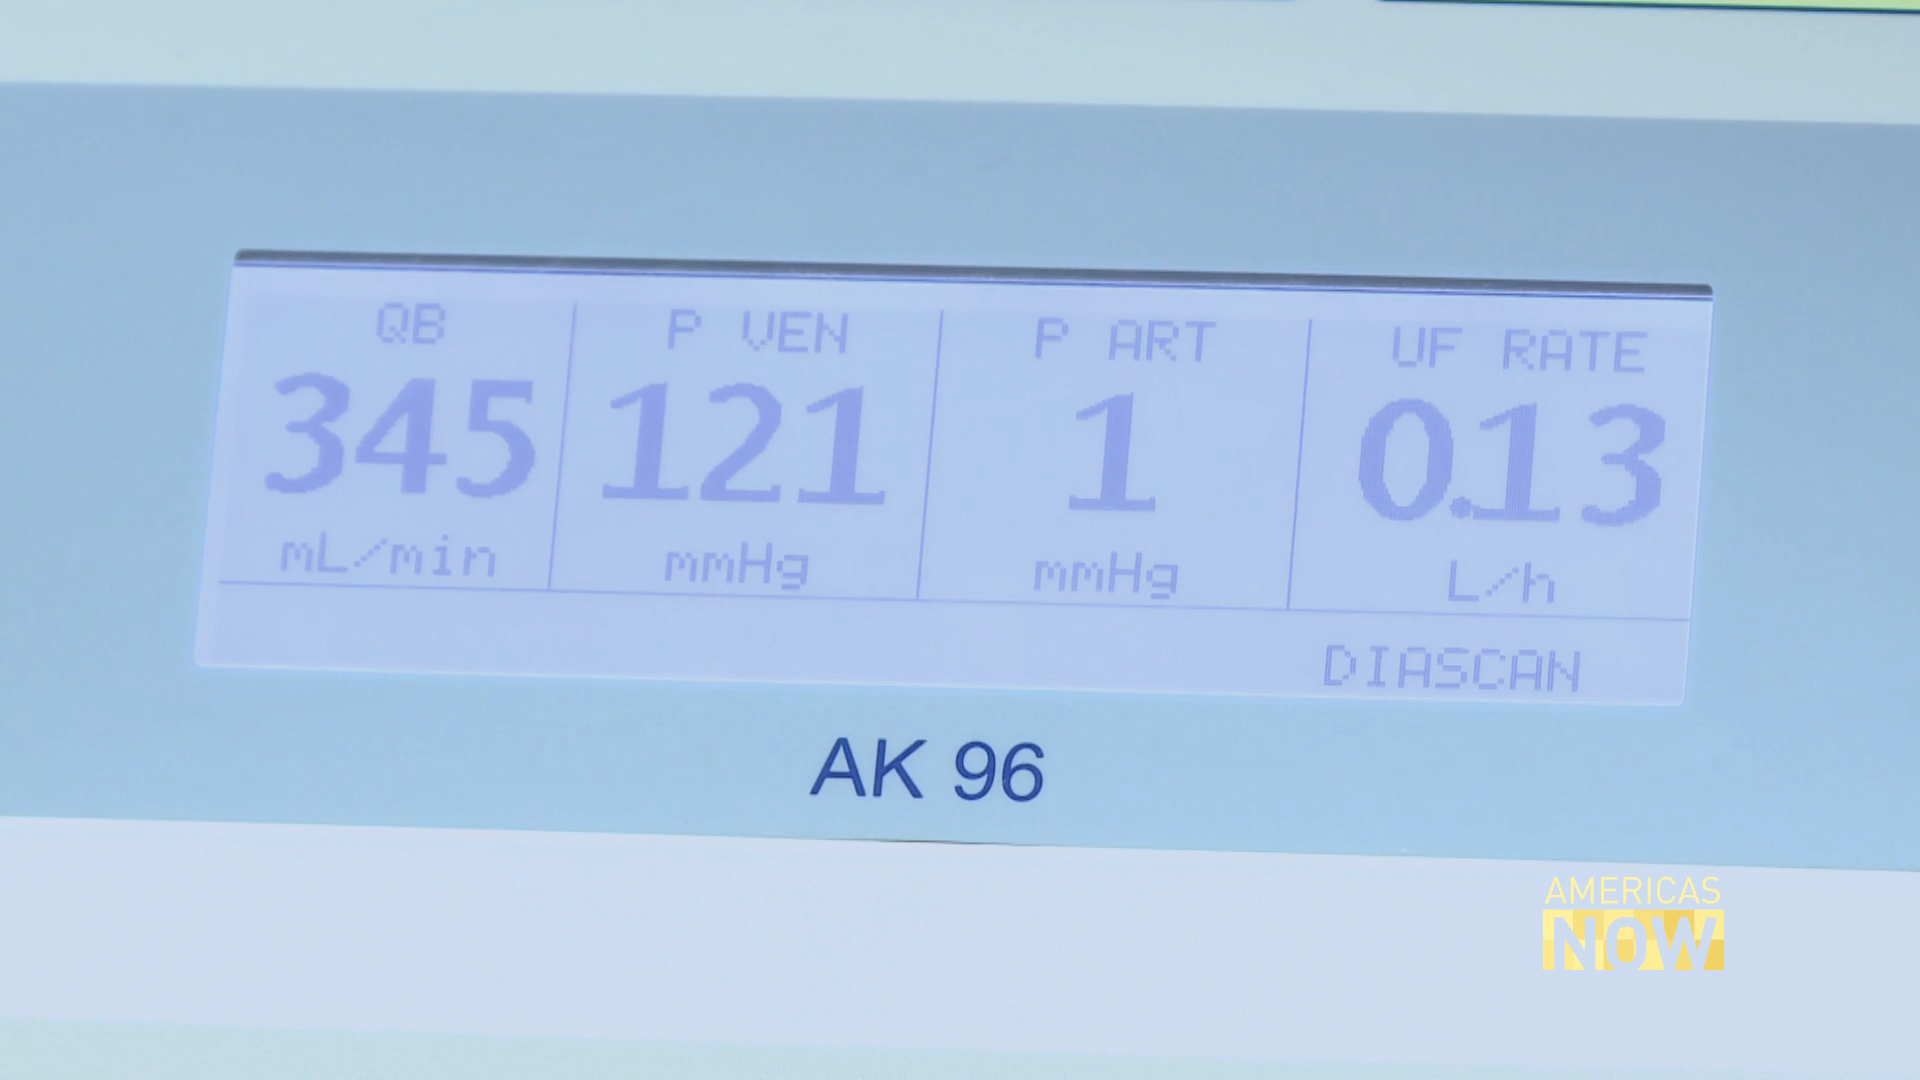 QB P VEN P ART UF RATE
345 121 1 0.13
mL/min mmHg mmHg L/h
DIASCAN
AK 96
AMERICAS
NOW